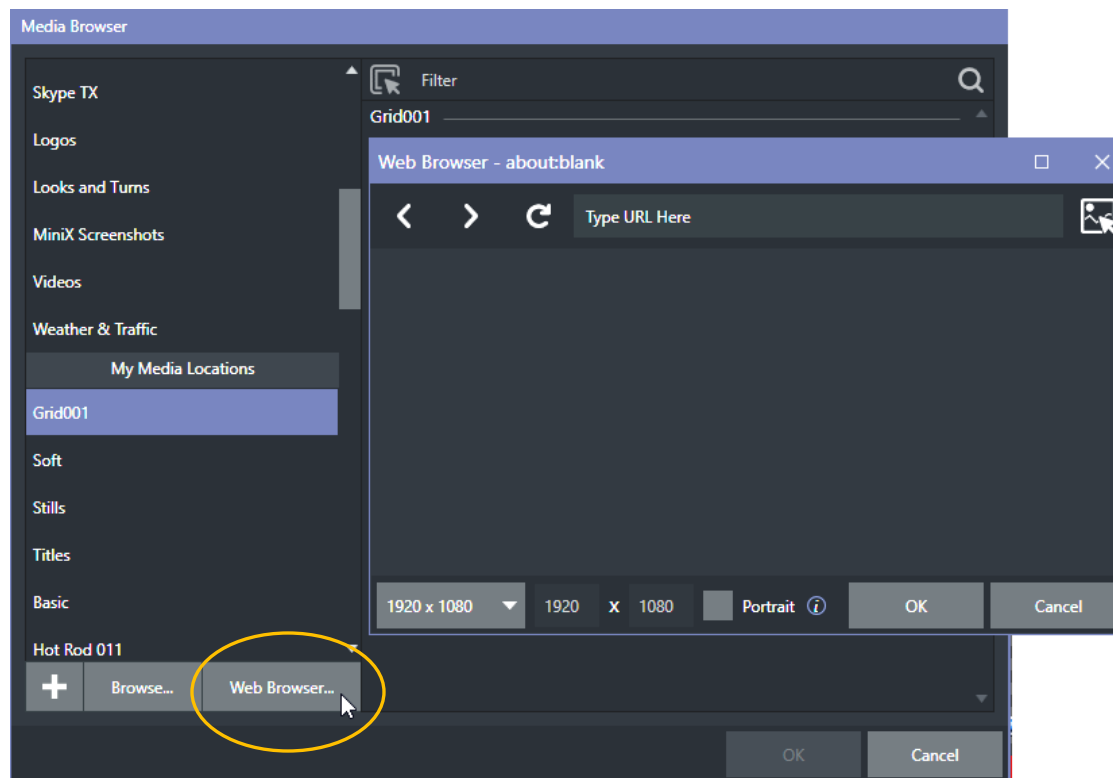 Media Browser
Skype TX
Logos
Looks and Turns
MiniX Screenshots
Videos
Weather & Traffic
My Media Locations
Grid001
Soft
Stills
Titles
Basic
Hot Rod 011
Browse...
Web Browser...
Filter
Grid001
Web Browser - about:blank
Type URL Here
1920 x 1080
1920 x 1080
Portrait
OK
Cancel
OK
Cancel